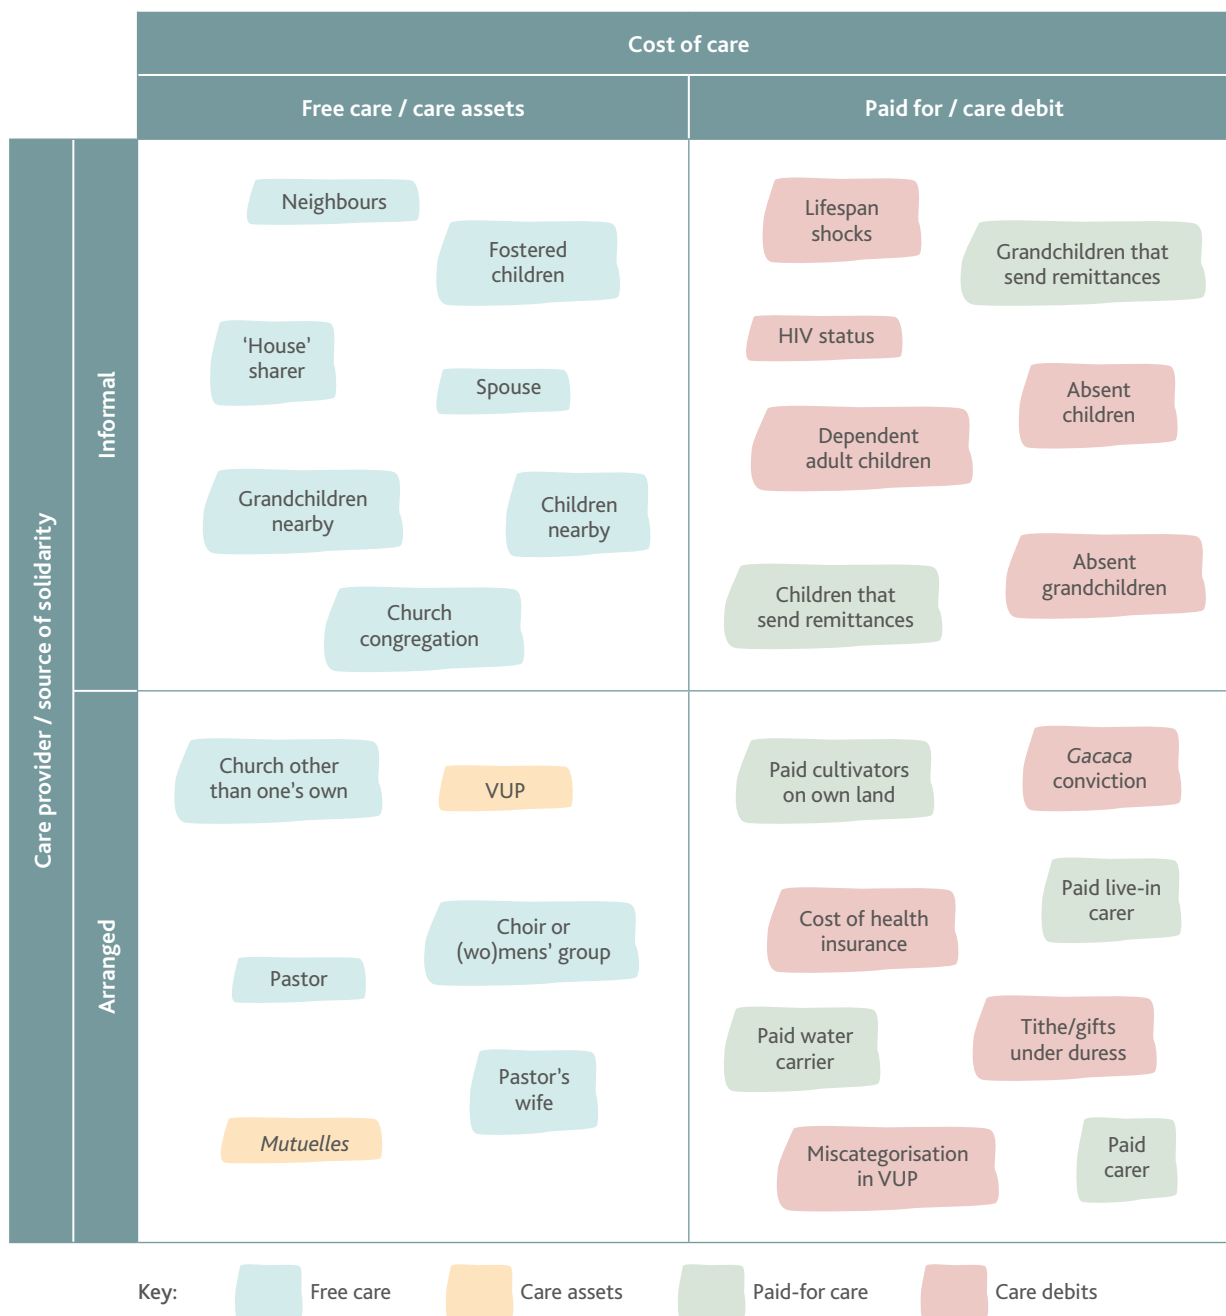 Cost of care
Free care / care assets
Paid for / care debit
Care provider / source of solidarity
Informal
Neighbours
Fostered
children
'House'
sharer
Spouse
Grandchildren
nearby
Children
nearby
Church
congregation
Lifespan
shocks
Grandchildren that
send remittances
HIV status
Absent
children
Dependent
adult children
Absent
grandchildren
Children that
send remittances
Arranged
Church other
than one's own
VUP
Choir or
(wo)mens' group
Pastor
Pastor's
wife
Mutuelles
Paid cultivators
on own land
Gacaca
conviction
Paid live-in
carer
Cost of health
insurance
Paid water
carrier
Tithe/gifts
under duress
Miscategorisation
in VUP
Paid
carer
Key:
Free care
Care assets
Paid-for care
Care debits